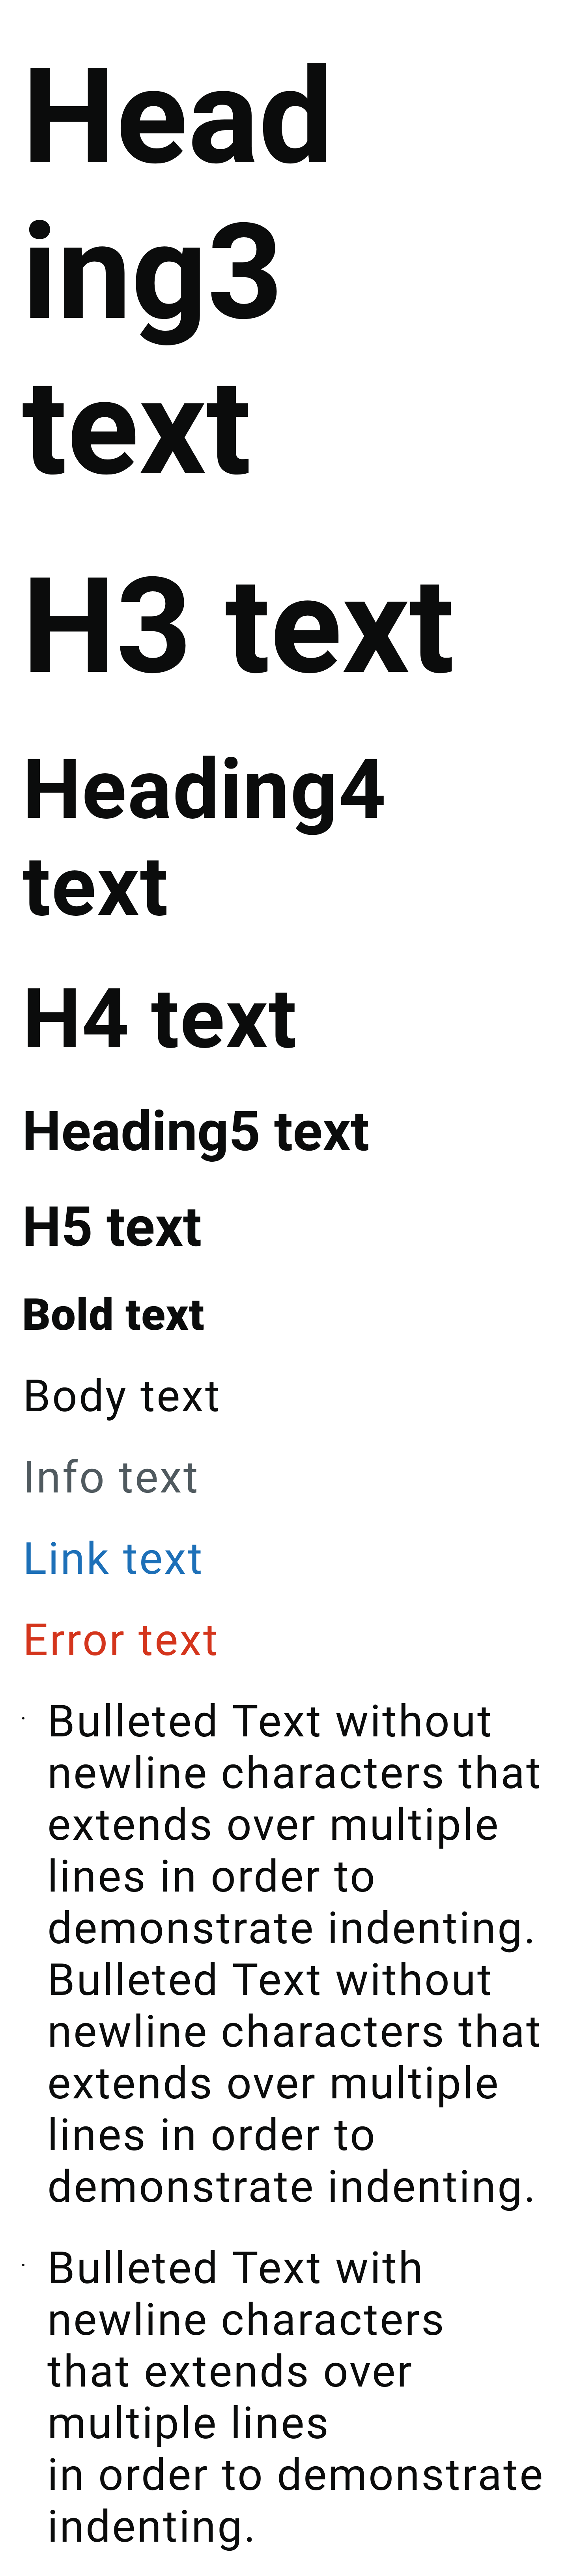 Head
ing3
text
H3 text
Heading4
text
H4 text
Heading5 text
H5 text
Bold text
Body text
Info text
Link text
Error text
· Bulleted Text without
newline characters that
extends over multiple
lines in order to
demonstrate indenting.
Bulleted Text without
newline characters that
extends over multiple
lines in order to
demonstrate indenting.
· Bulleted Text with
newline characters
that extends over
multiple lines
in order to demonstrate
indenting.